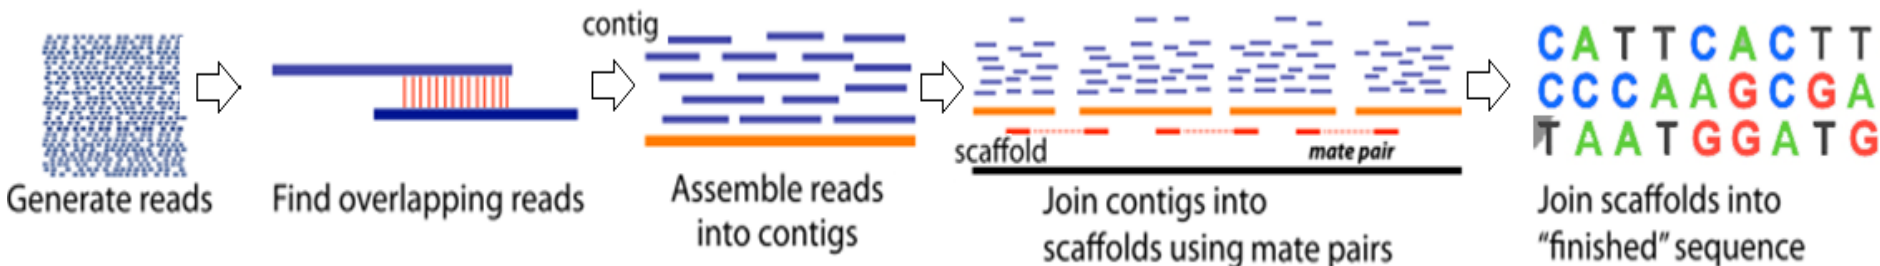 Generate reads
Find overlapping reads
contig
Assemble reads
into contigs
scaffold
mate pair
Join contigs into
scaffolds using mate pairs
CATTCACTT
CCCAAGCGA
TAATGGATG
Join scaffolds into
“finished” sequence